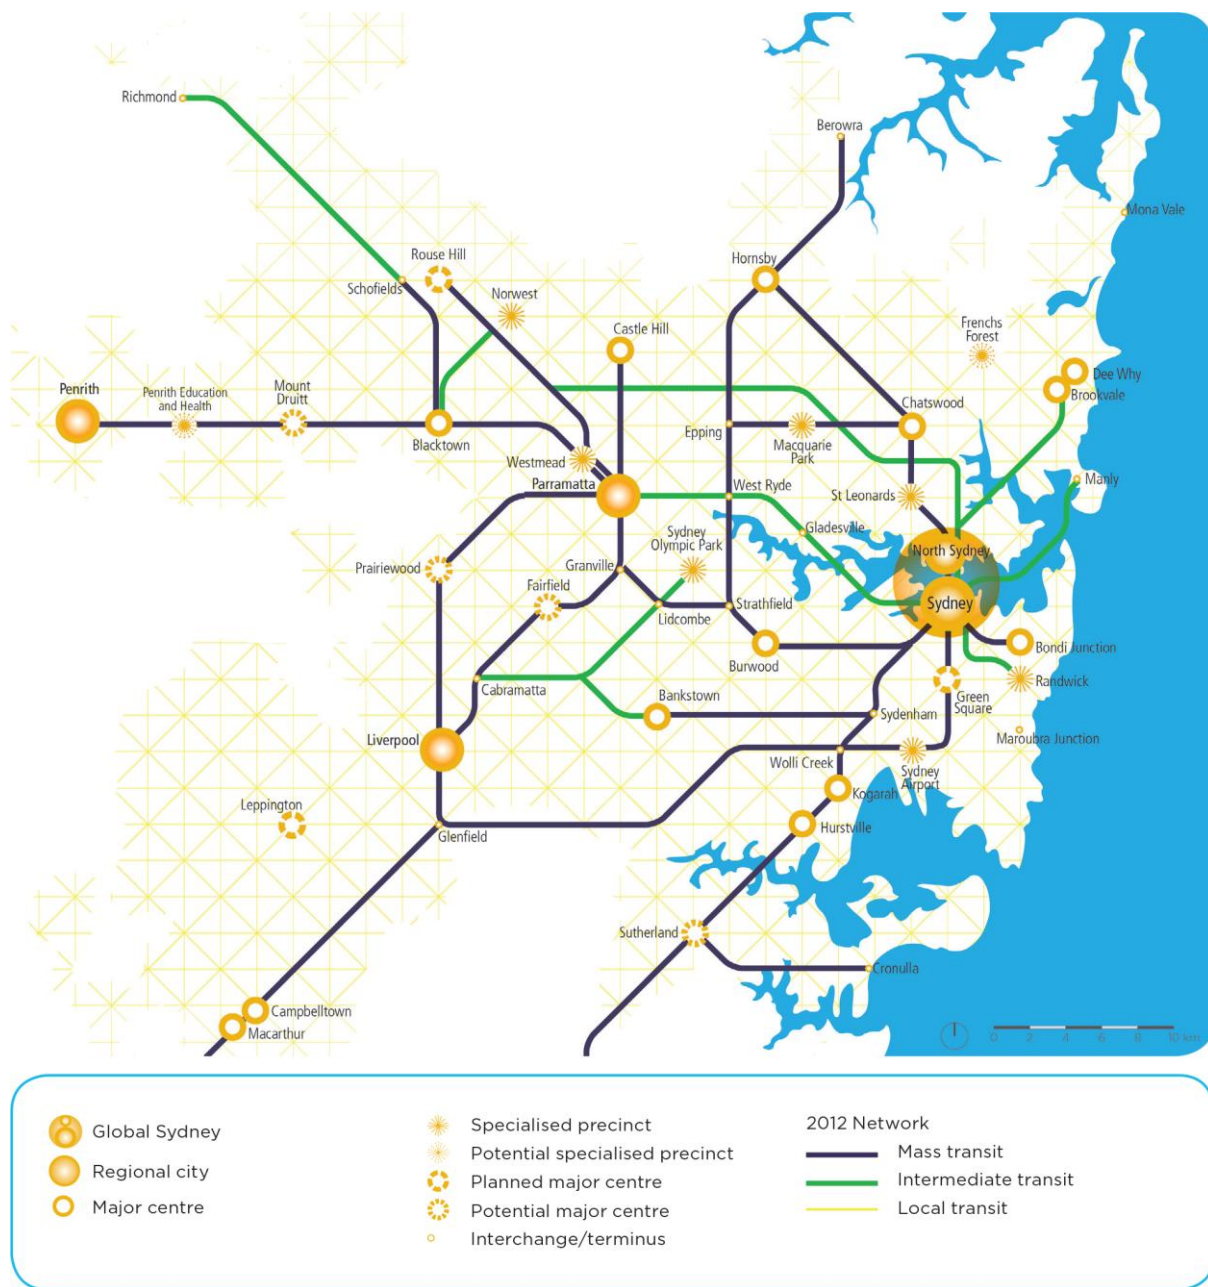 Richmond
Berowra
Mona Vale
Rouse Hill
Hornsby
Schofields
Norwest
Castle Hill
Frenchs
Forest
Dee Why
Brookvale
Penrith
Penrith Education
and Health
Mount
Druitt
Blacktown
Epping
Chatswood
Macquarie
Park
Westmead
Parramatta
West Ryde
St Leonards
Manly
Gladesville
Sydney
Olympic Park
North Sydney
Prairiewood
Granville
Fairfield
Lidcombe
Strathfield
Sydney
Burwood
Bondi Junction
Cabramatta
Bankstown
Green
Square
Randwick
Sydenham
Maroubra Junction
Liverpool
Wolli Creek
Sydney
Airport
Leppington
Kogarah
Glenfield
Hurstville
Sutherland
Cronulla
Campbelltown
Macarthur
0 2 4 6 8 10 km
Global Sydney
Regional city
Major centre
Specialised precinct
Potential specialised precinct
Planned major centre
Potential major centre
Interchange/terminus
2012 Network
Mass transit
Intermediate transit
Local transit